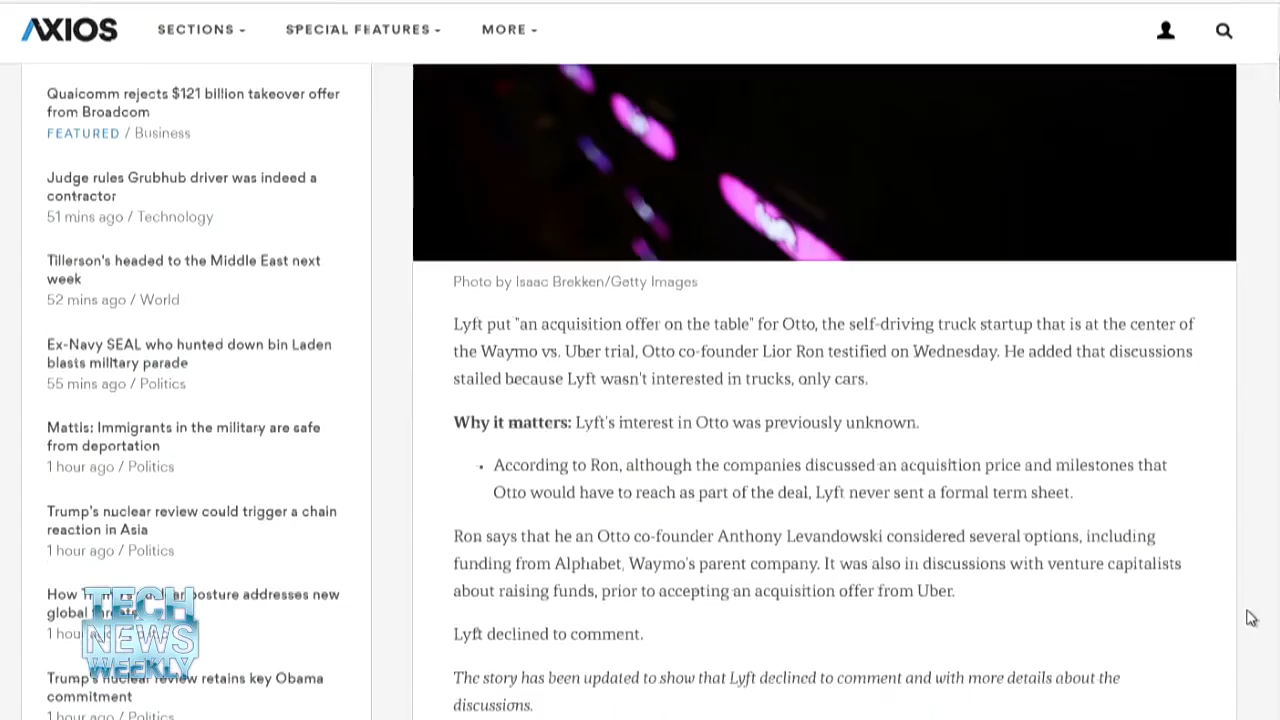 AXIOS SECTIONS SPECIAL FEATURES MORE
Qualcomm rejects $121 billion takeover offer
from Broadcom
FEATURED / Business
Judge rules Grubhub driver was indeed a
contractor
51 mins ago / Technology
Tillerson's headed to the Middle East next
week
52 mins ago / World
Ex-Navy SEAL who hunted down bin Laden
blasts military parade
55 mins ago / Politics
Mattis: Immigrants in the military are safe
from deportation
1 hour ago / Politics
Trump's nuclear review could trigger a chain
reaction in Asia
1 hour ago / Politics
How posture addresses new
global
1 hou
Trump's nuclear review retains key Obama
commitment
1 hour ago / Politics
TECH
NEWS
WEEKLY
Photo by Isaac Brekken/Getty Images
Lyft put "an acquisition offer on the table" for Otto, the self-driving truck startup that is at the center of
the Waymo vs. Uber trial, Otto co-founder Lior Ron testified on Wednesday. He added that discussions
stalled because Lyft wasn't interested in trucks, only cars.
Why it matters: Lyft's interest in Otto was previously unknown.
• According to Ron, although the companies discussed an acquisition price and milestones that
Otto would have to reach as part of the deal, Lyft never sent a formal term sheet.
Ron says that he an Otto co-founder Anthony Levandowski considered several options, including
funding from Alphabet, Waymo's parent company. It was also in discussions with venture capitalists
about raising funds, prior to accepting an acquisition offer from Uber.
Lyft declined to comment.
The story has been updated to show that Lyft declined to comment and with more details about the
discussions.